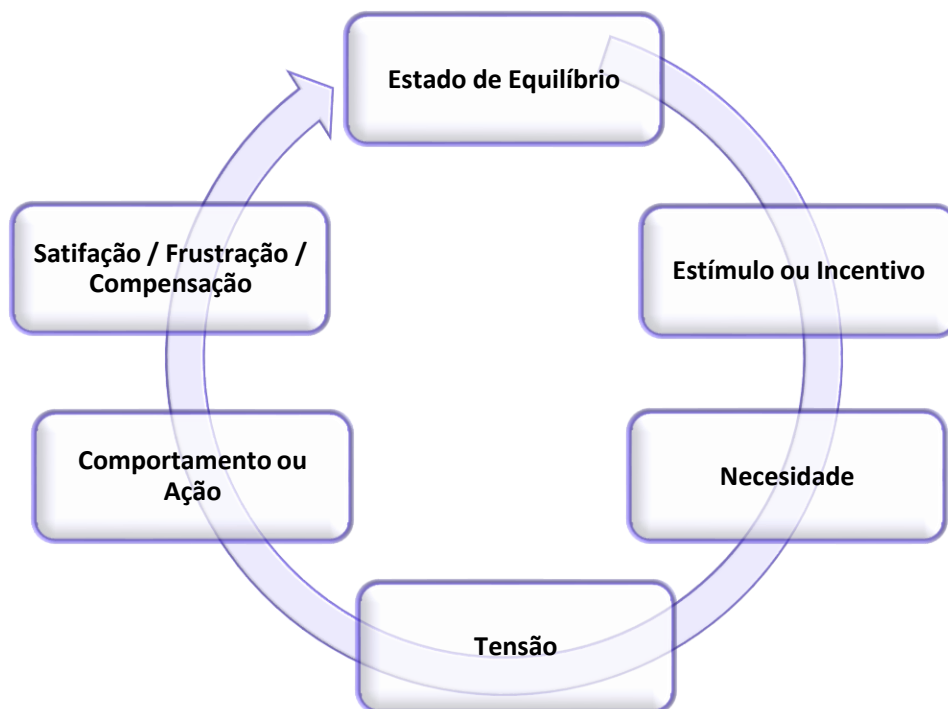 Estado de Equilíbrio
Estímulo ou Incentivo
Necesidade
Tensão
Comportamento ou
Ação
Satifação / Frustração /
Compensação